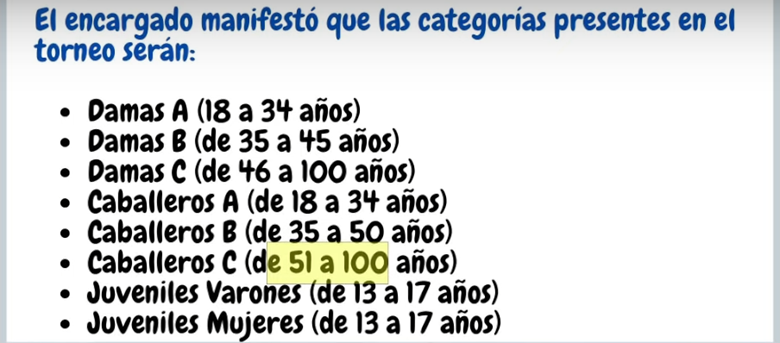 El encargado manifestó que las categorías presentes en el
torneo serán:
• Damas A (18 a 34 años)
• Damas B (de 35 a 45 años)
• Damas C (de 46 a 100 años)
• Caballeros A (de 18 a 34 años)
• Caballeros B (de 35 a 50 años)
• Caballeros C (de 51 a 100 años)
• Juveniles Varones (de 13 a 17 años)
• Juveniles Mujeres (de 13 a 17 años)